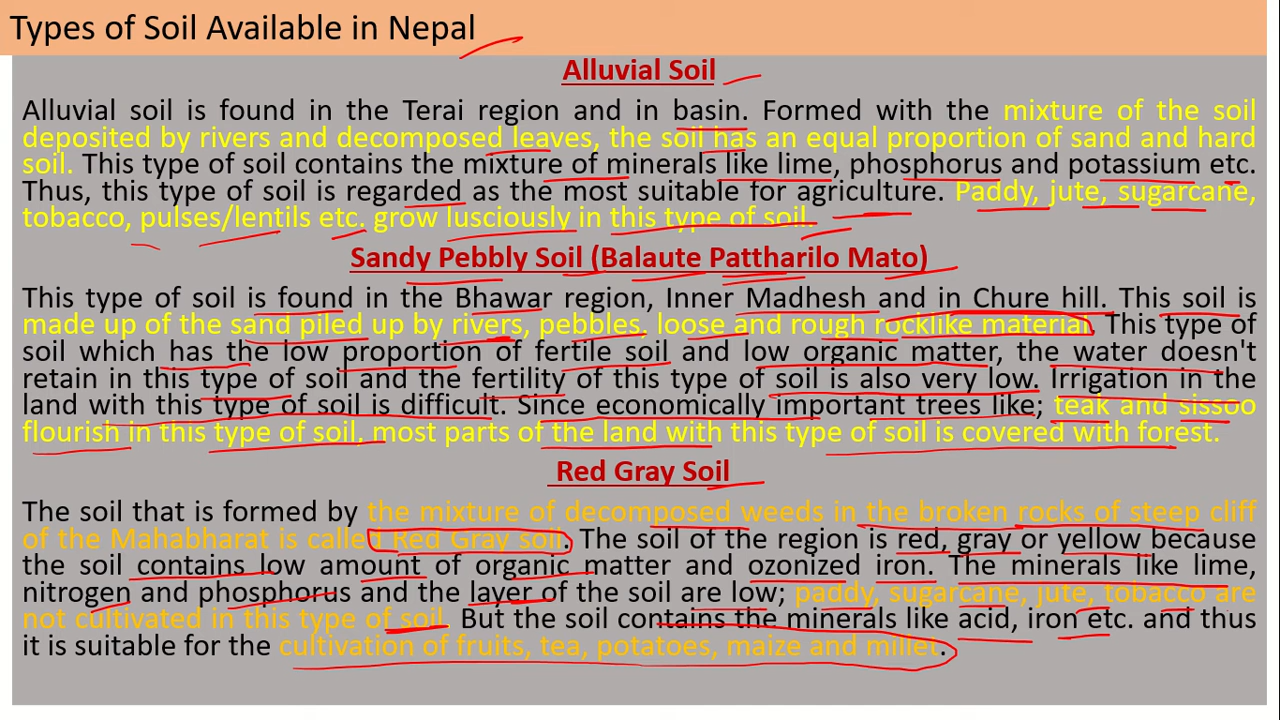 Types of Soil Available in Nepal
Alluvial Soil
Alluvial soil is found in the Terai region and in basin. Formed with the mixture of the soil
deposited by rivers and decomposed leaves, the soil has an equal proportion of sand and hard
soil. This type of soil contains the mixture of minerals like lime, phosphorus and potassium etc.
Thus, this type of soil is regarded as the most suitable for agriculture. Paddy, jute, sugarcane,
tobacco, pulses/lentils etc. grow lusciously in this type of soil.
Sandy Pebbly Soil (Balaute Pattharilo Mato)
This type of soil is found in the Bhawar region, Inner Madhesh and in Chure hill. This soil is
made up of the sand piled up by rivers, pebbles, loose and rough rocklike material. This type of
soil which has the low proportion of fertile soil and low organic matter, the water doesn't
retain in this type of soil and the fertility of this type of soil is also very low. Irrigation in the
land with this type of soil is difficult. Since economically important trees like; teak and sissoo
flourish in this type of soil, most parts of the land with this type of soil is covered with forest.
Red Gray Soil
The soil that is formed by the mixture of decomposed weeds in the broken rocks of steep cliff
of the Mahabharat is called Red Gray soil. The soil of the region is red, gray or yellow because
the soil contains low amount of organic matter and ozonized iron. The minerals like lime,
nitrogen and phosphorus and the layer of the soil are low; paddy, sugarcane, jute, tobacco are
not cultivated in this type of soil. But the soil contains the minerals like acid, iron etc. and thus
it is suitable for the cultivation of fruits, tea, potatoes, maize and millet.